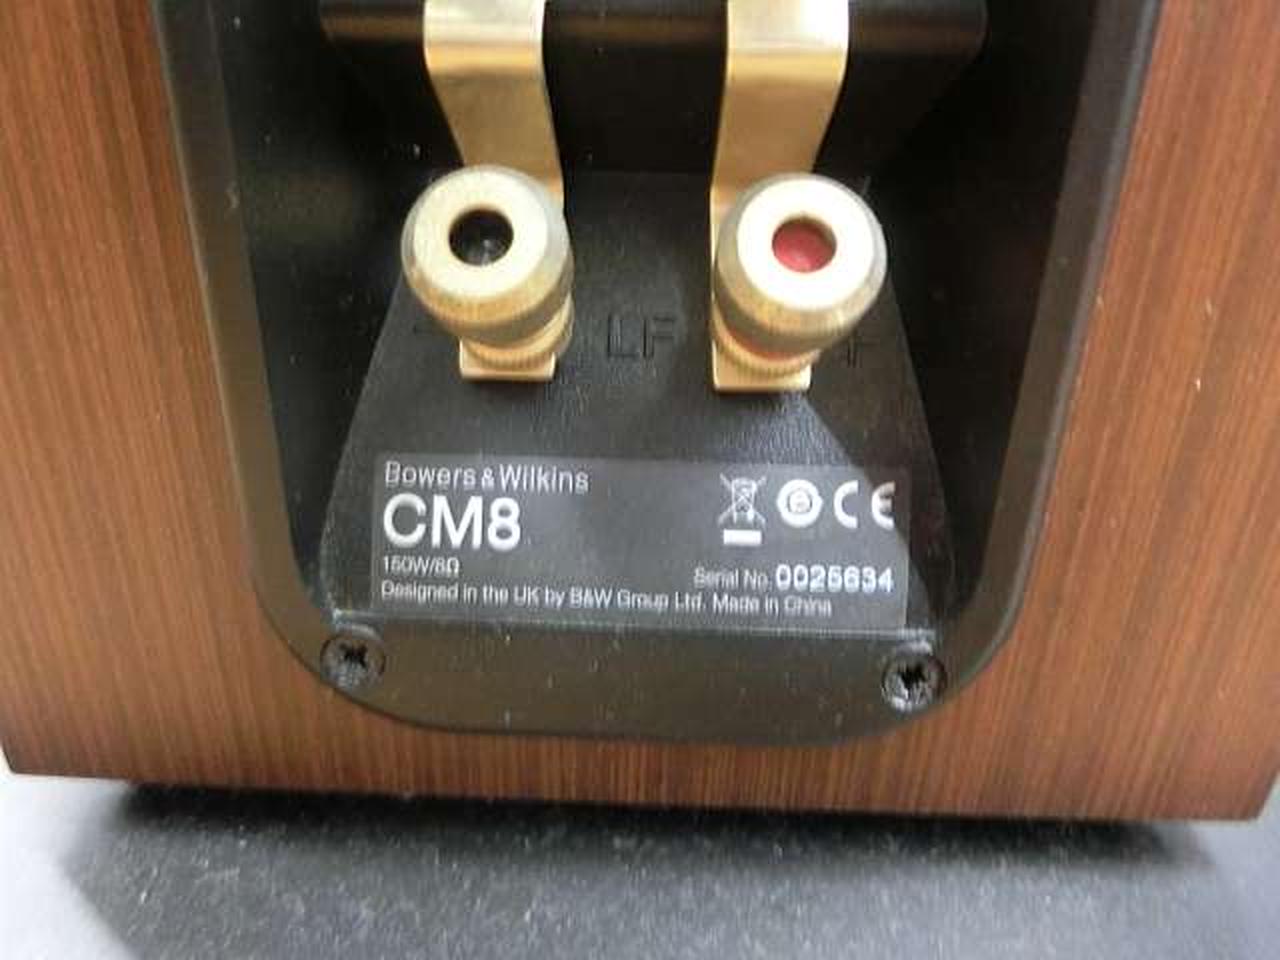 - LF +
Bowers & Wilkins
CM8
150W/8Ω
Serial No. 0025634
Designed in the UK by B&W Group Ltd. Made in China
CE